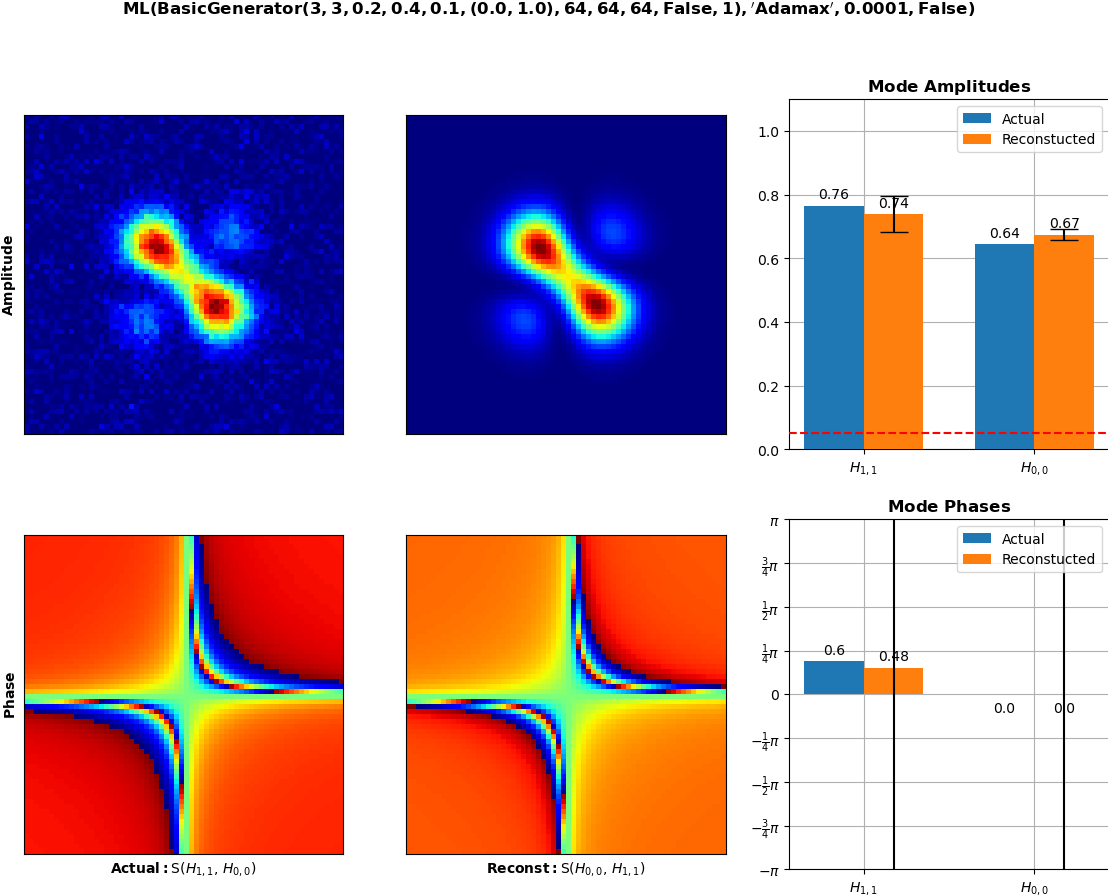 ML(BasicGenerator(3, 3, 0.2, 0.4, 0.1, (0.0, 1.0), 64, 64, 64, False, 1), ′Adamax′, 0.0001, False)
Amplitude
Mode Amplitudes
Actual
Reconstucted
1.0
0.8
0.6
0.4
0.2
0.0
0.76
0.74
0.64
0.67
H1, 1
H0, 0
Phase
Actual: S(H1, 1, H0, 0)
Reconst: S(H0, 0, H1, 1)
Mode Phases
Actual
Reconstucted
π
3/4π
1/2π
1/4π
0
−1/4π
−1/2π
−3/4π
−π
0.6
0.48
0.0
0.0
H1, 1
H0, 0